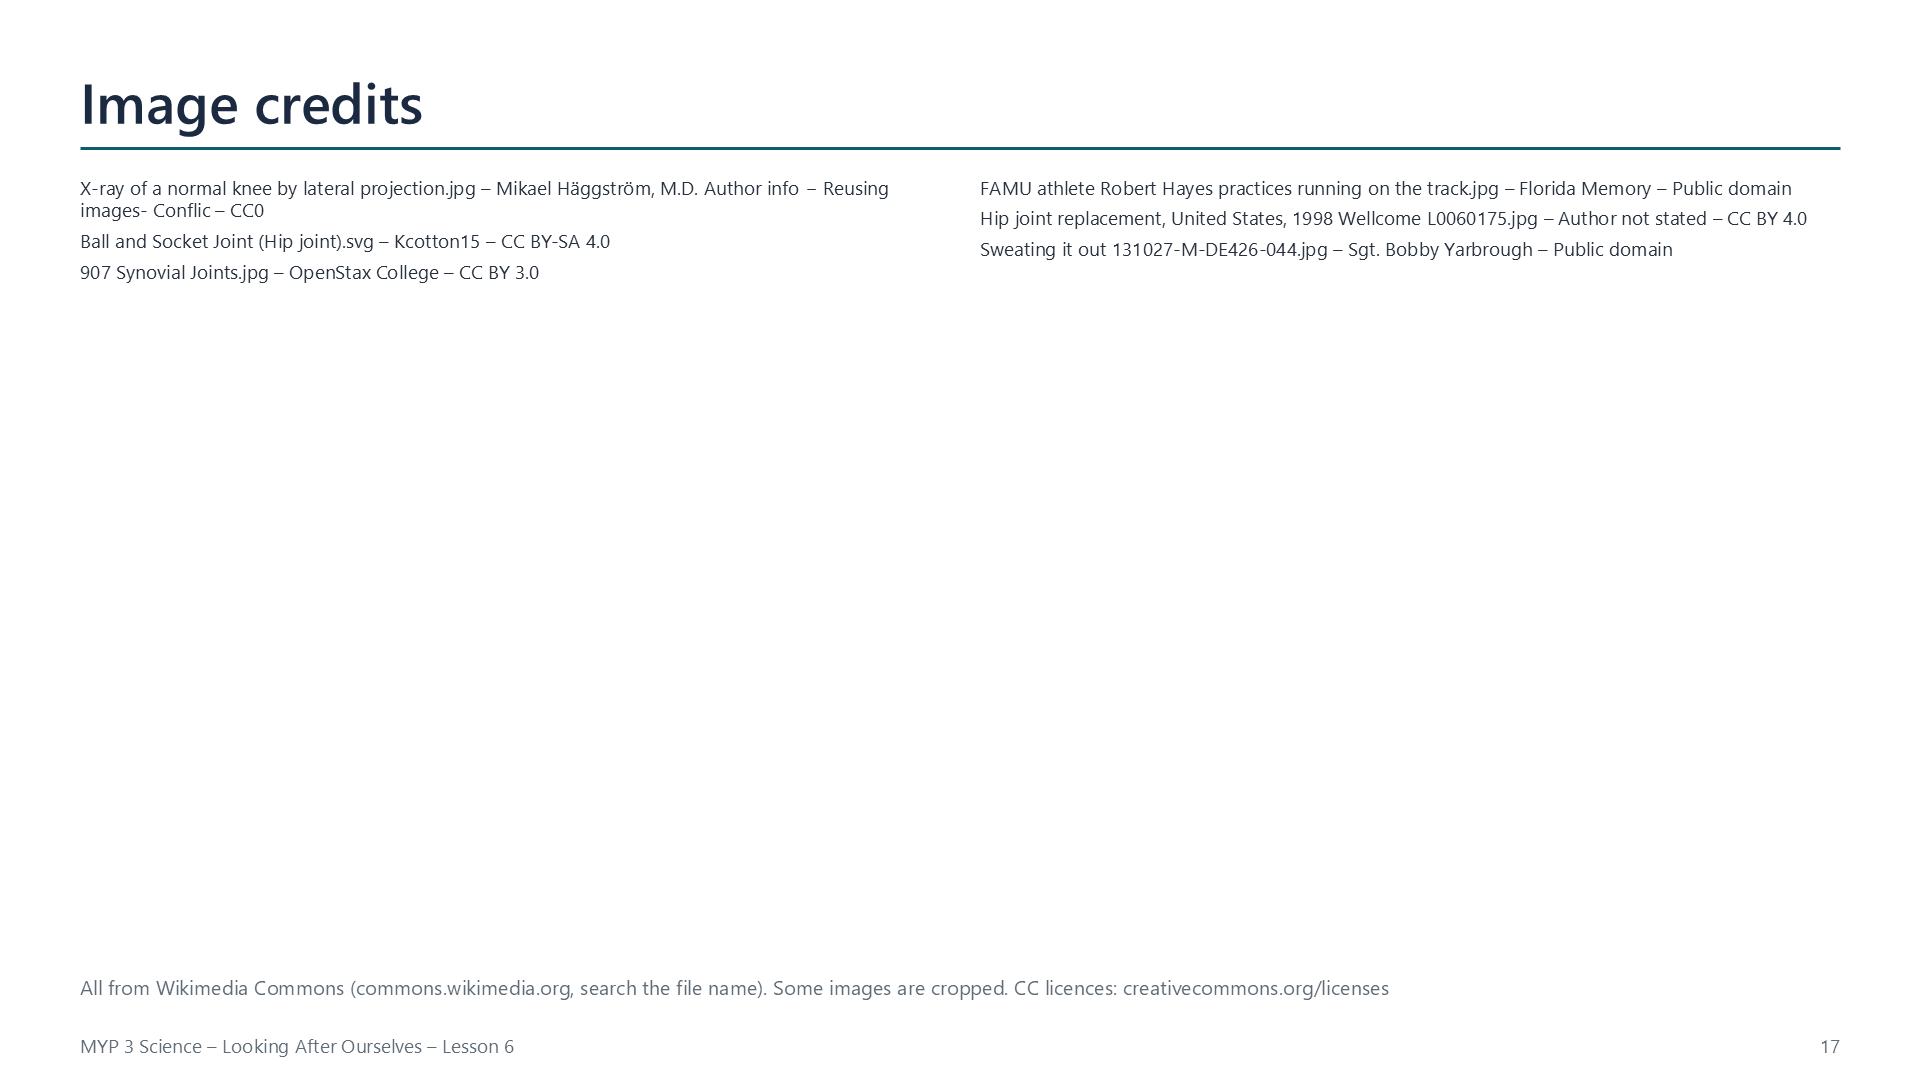 Image credits
X-ray of a normal knee by lateral projection.jpg – Mikael Häggström, M.D. Author info – Reusing
images- Conflic – CC0
Ball and Socket Joint (Hip joint).svg – Kcotton15 – CC BY-SA 4.0
907 Synovial Joints.jpg – OpenStax College – CC BY 3.0
FAMU athlete Robert Hayes practices running on the track.jpg – Florida Memory – Public domain
Hip joint replacement, United States, 1998 Wellcome L0060175.jpg – Author not stated – CC BY 4.0
Sweating it out 131027-M-DE426-044.jpg – Sgt. Bobby Yarbrough – Public domain
All from Wikimedia Commons (commons.wikimedia.org, search the file name). Some images are cropped. CC licences: creativecommons.org/licenses
MYP 3 Science – Looking After Ourselves – Lesson 6
17